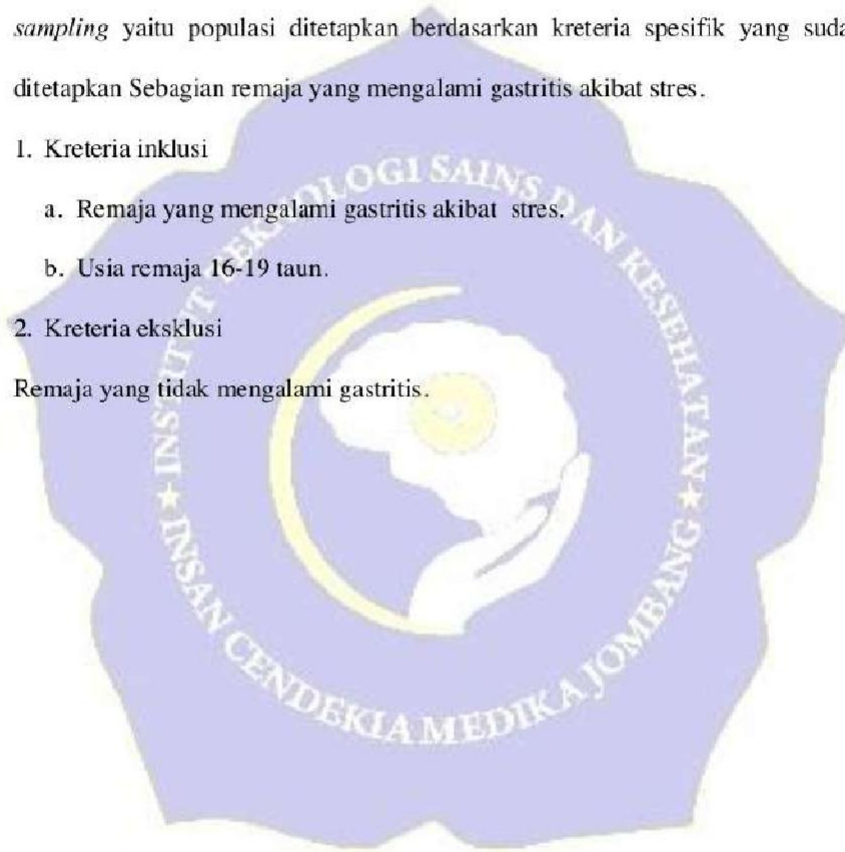 sampling yaitu populasi ditetapkan berdasarkan kreteria spesifik yang suda
ditetapkan Sebagian remaja yang mengalami gastritis akibat stres.
1. Kreteria inklusi
a. Remaja yang mengalami gastritis akibat stres.
b. Usia remaja 16-19 taun.
2. Kreteria eksklusi
Remaja yang tidak mengalami gastritis.
INSTITUT TEKNOLOGI SAINS DAN KESEHATAN
★ INSAN CENDEKIA MEDIKA JOMBANG ★